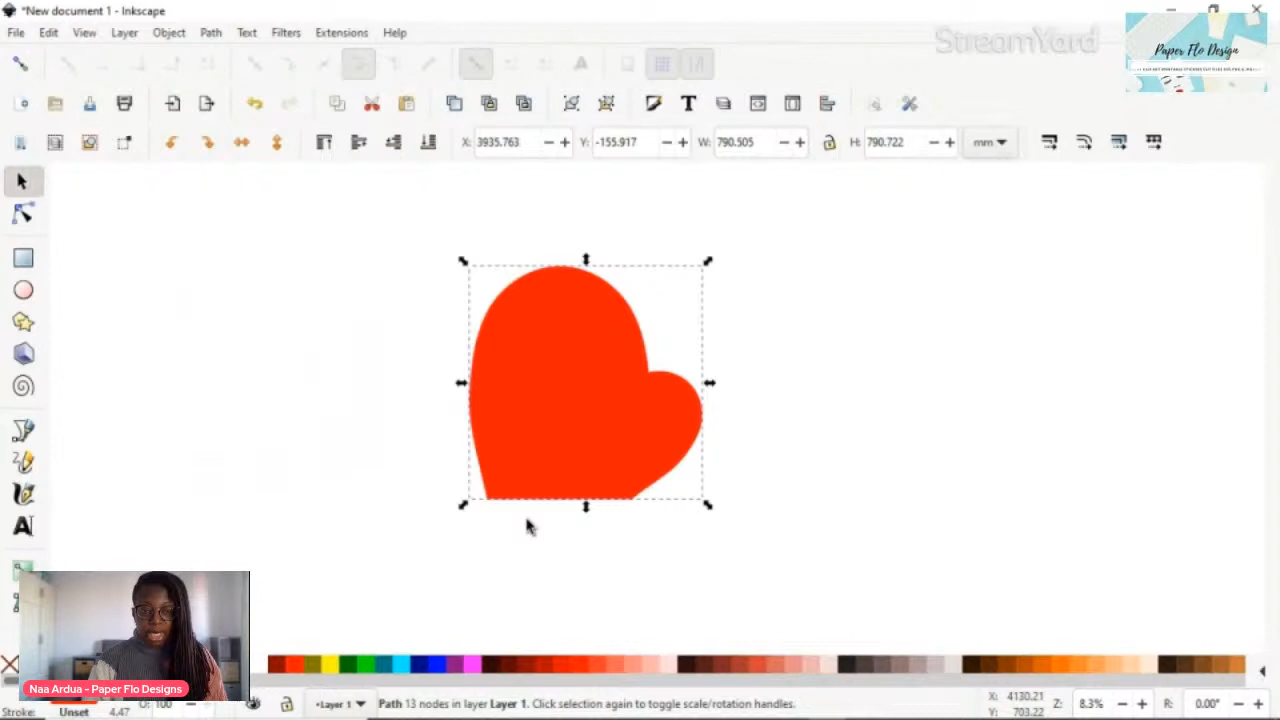 *New document 1 - Inkscape
File Edit View Layer Object Path Text Filters Extensions Help
StreamYard
Paper Flo Design
X: 3935.763 Y: -155.917 W: 790.505 H: 790.722 mm
Naa Ardua - Paper Flo Designs
O: 100 Layer 1 Path 13 nodes in layer Layer 1. Click selection again to toggle scale/rotation handles. X: 4130.21 Z: 8.3% R: 0.00°
Stroke: Unset 4.47 Y: 703.22